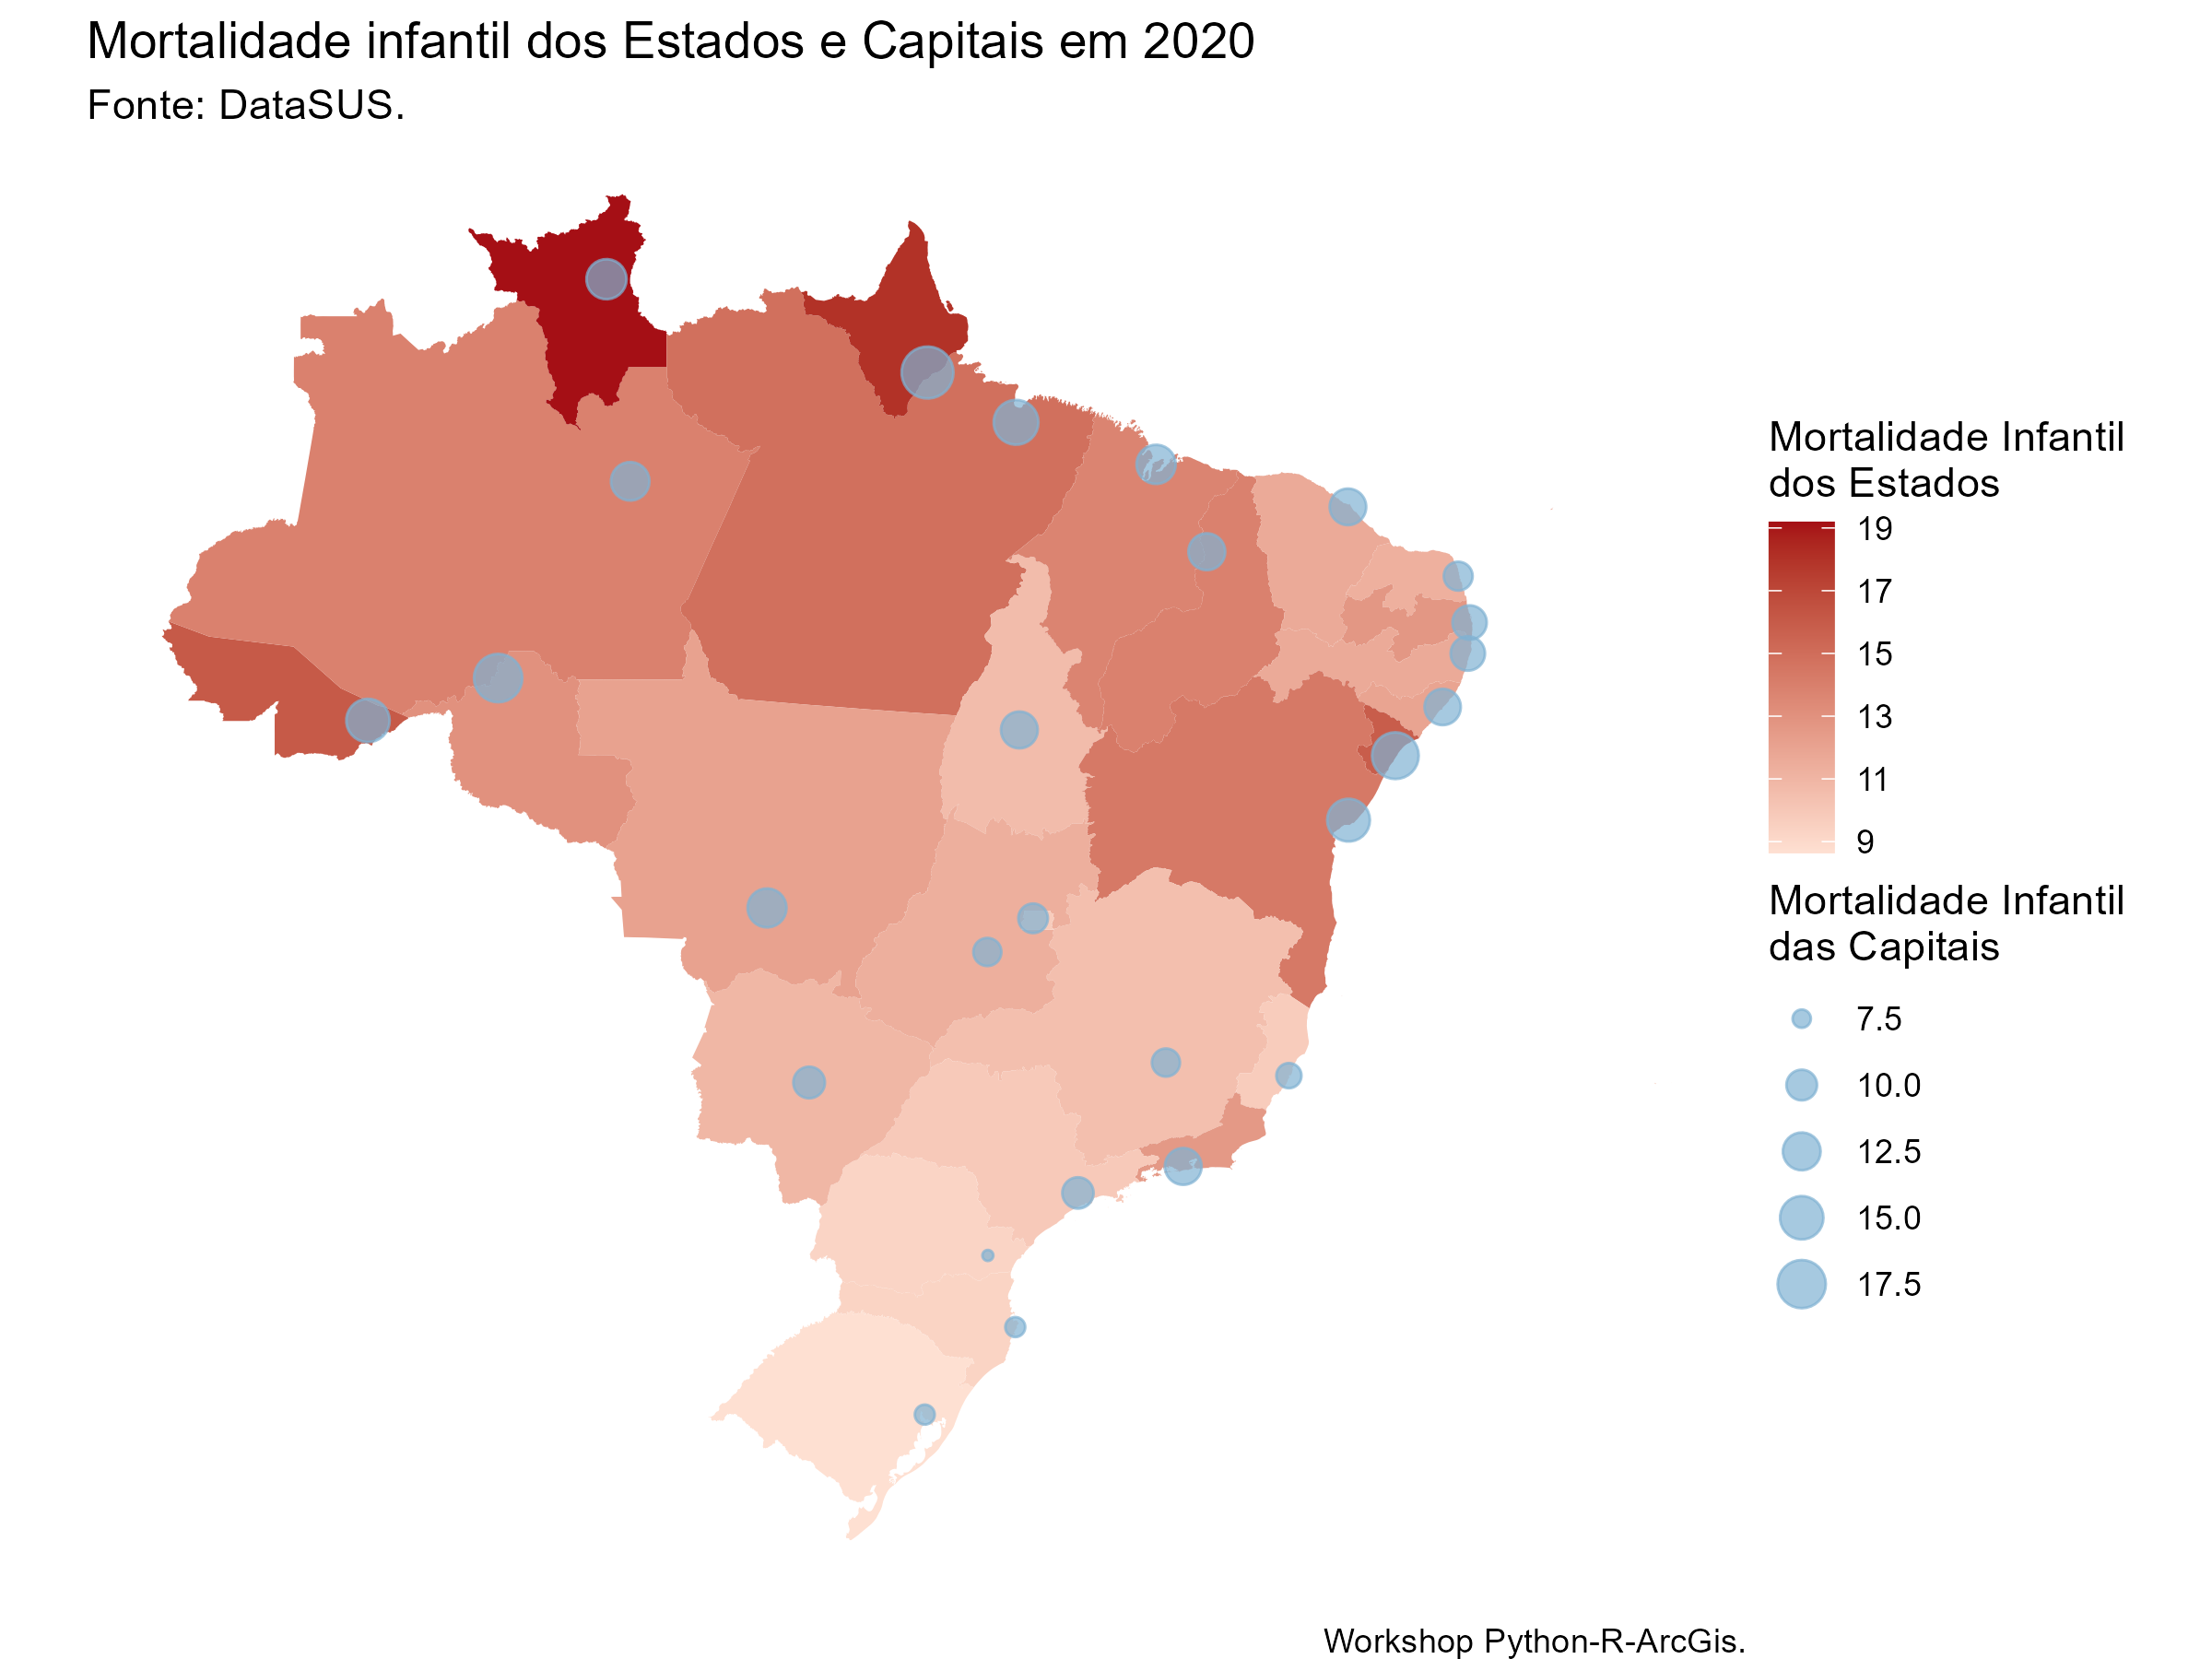 Mortalidade infantil dos Estados e Capitais em 2020
Fonte: DataSUS.
Mortalidade Infantil
dos Estados
19
17
15
13
11
9
Mortalidade Infantil
das Capitais
7.5
10.0
12.5
15.0
17.5
Workshop Python-R-ArcGis.